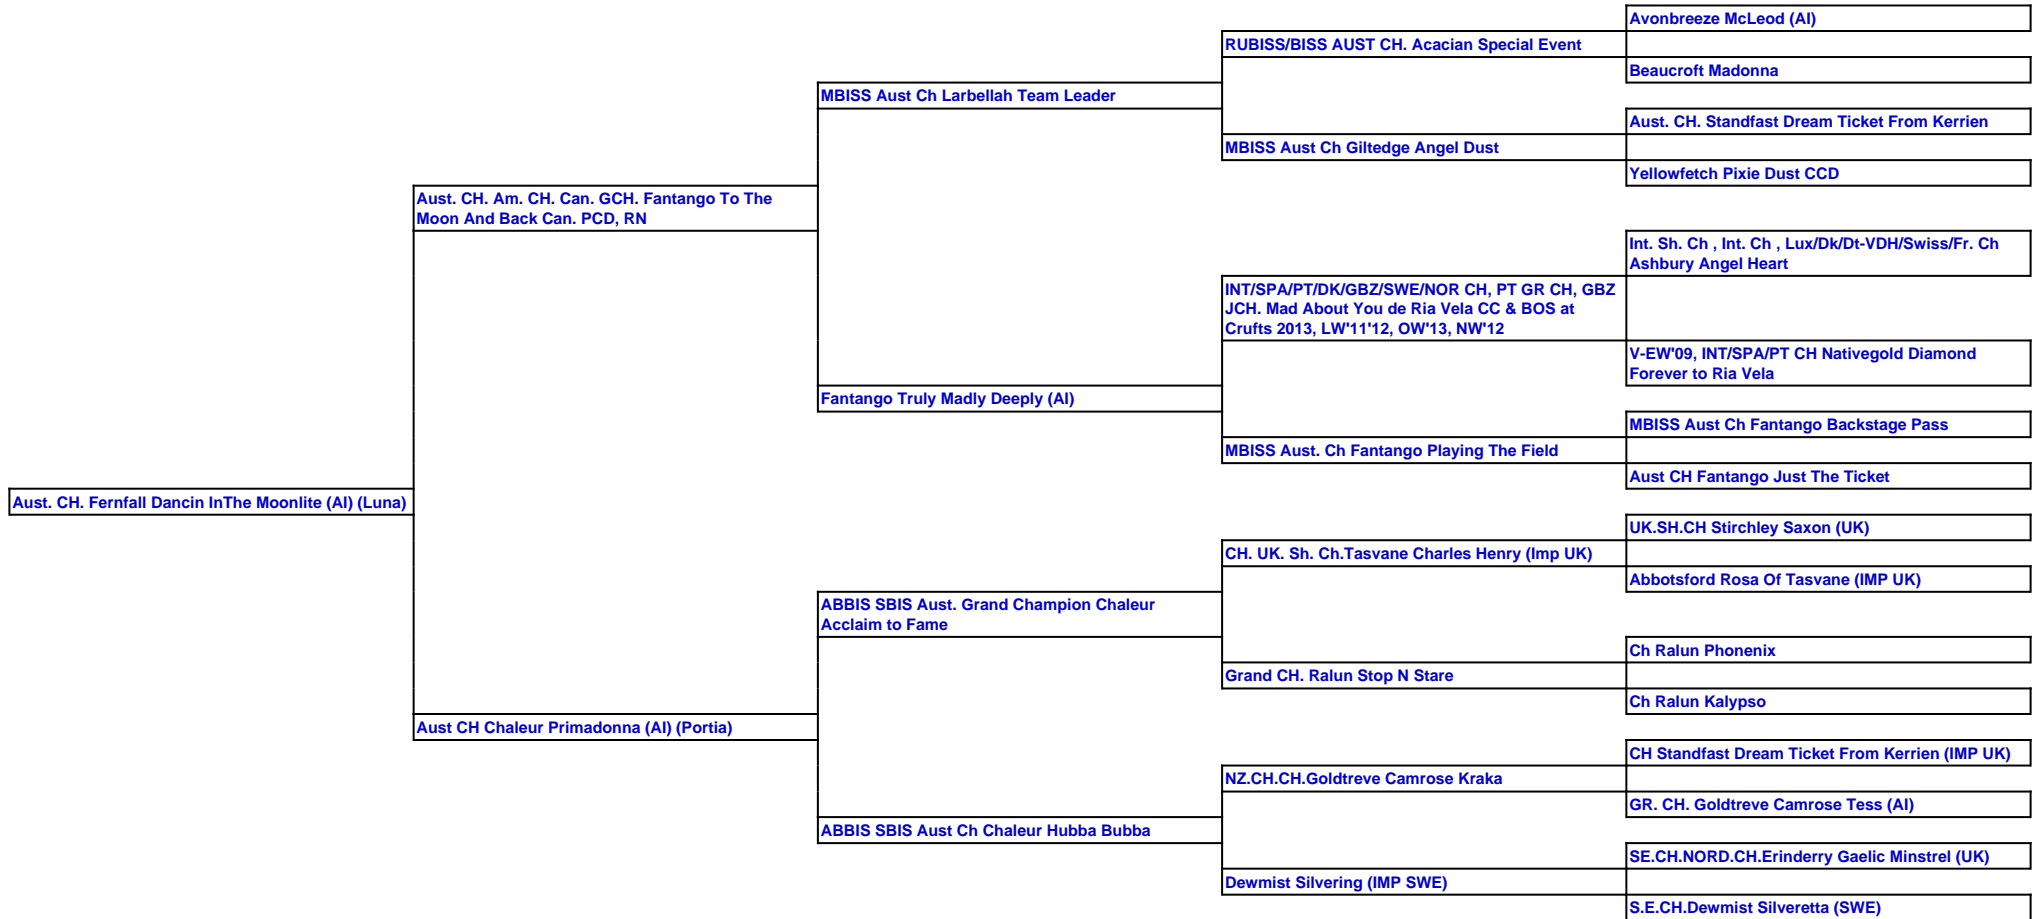 Avonbreeze McLeod (AI)
RUBISS/BISS AUST CH. Acacian Special Event
Beaucroft Madonna
MBISS Aust Ch Larbellah Team Leader
Aust. CH. Standfast Dream Ticket From Kerrien
MBISS Aust Ch Giltedge Angel Dust
Yellowfetch Pixie Dust CCD
Aust. CH. Am. CH. Can. GCH. Fantango To The
Moon And Back Can. PCD, RN
Int. Sh. Ch , Int. Ch , Lux/Dk/Dt-VDH/Swiss/Fr. Ch
Ashbury Angel Heart
INT/SPA/PT/DK/GBZ/SWE/NOR CH, PT GR CH, GBZ
JCH. Mad About You de Ria Vela CC & BOS at
Crufts 2013, LW'11'12, OW'13, NW'12
V-EW'09, INT/SPA/PT CH Nativegold Diamond
Forever to Ria Vela
Fantango Truly Madly Deeply (AI)
MBISS Aust Ch Fantango Backstage Pass
MBISS Aust. Ch Fantango Playing The Field
Aust CH Fantango Just The Ticket
Aust. CH. Fernfall Dancin InThe Moonlite (AI) (Luna)
UK.SH.CH Stirchley Saxon (UK)
CH. UK. Sh. Ch.Tasvane Charles Henry (Imp UK)
Abbotsford Rosa Of Tasvane (IMP UK)
ABBIS SBIS Aust. Grand Champion Chaleur
Acclaim to Fame
Ch Ralun Phonenix
Grand CH. Ralun Stop N Stare
Ch Ralun Kalypso
Aust CH Chaleur Primadonna (AI) (Portia)
CH Standfast Dream Ticket From Kerrien (IMP UK)
NZ.CH.CH.Goldtreve Camrose Kraka
GR. CH. Goldtreve Camrose Tess (AI)
ABBIS SBIS Aust Ch Chaleur Hubba Bubba
SE.CH.NORD.CH.Erinderry Gaelic Minstrel (UK)
Dewmist Silvering (IMP SWE)
S.E.CH.Dewmist Silveretta (SWE)